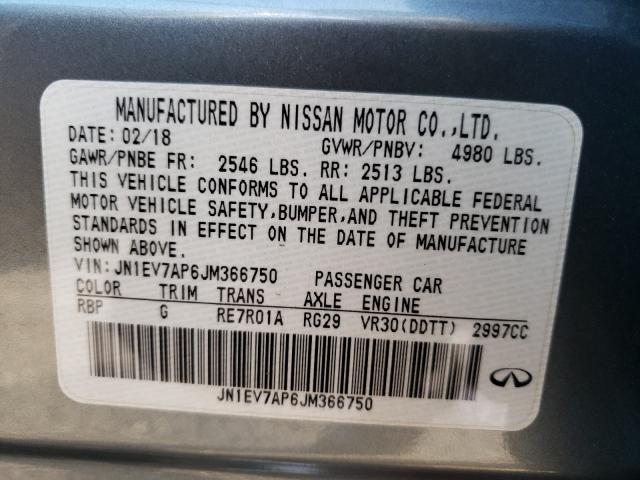 MANUFACTURED BY NISSAN MOTOR CO.,LTD.
DATE: 02/18 GVWR/PNBV: 4980 LBS.
GAWR/PNBE FR: 2546 LBS. RR: 2513 LBS.
THIS VEHICLE CONFORMS TO ALL APPLICABLE FEDERAL
MOTOR VEHICLE SAFETY,BUMPER,AND THEFT PREVENTION
STANDARDS IN EFFECT ON THE DATE OF MANUFACTURE
SHOWN ABOVE.
VIN:JN1EV7AP6JM366750 PASSENGER CAR
COLOR TRIM TRANS AXLE ENGINE
RBP G RE7R01A RG29 VR30(DDTT) 2997CC
JN1EV7AP6JM366750